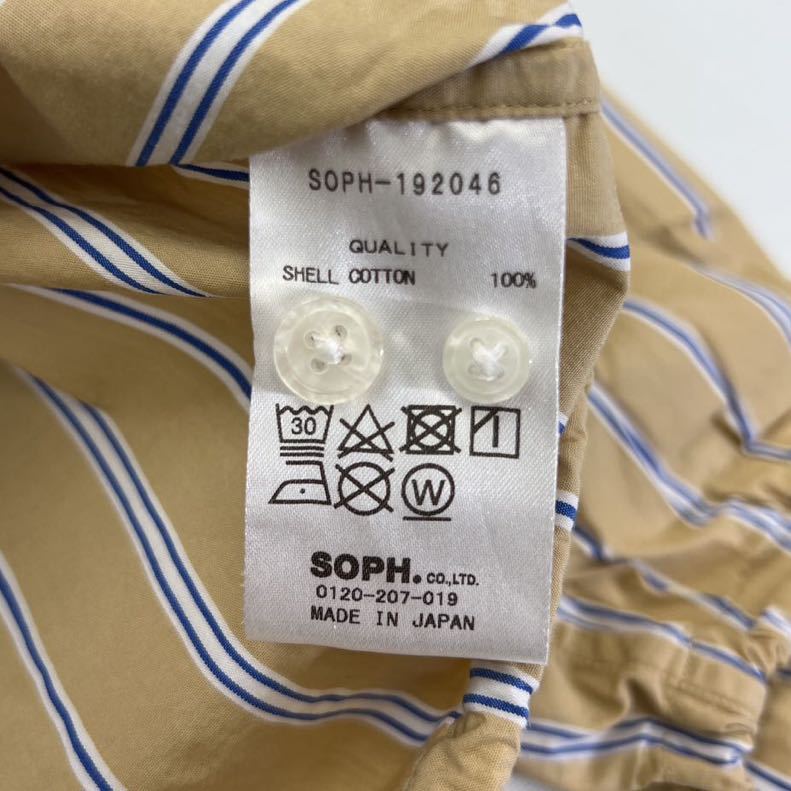 SOPH-192046
QUALITY
SHELL COTTON 100%
30
W
SOPH. CO.,LTD.
0120-207-019
MADE IN JAPAN